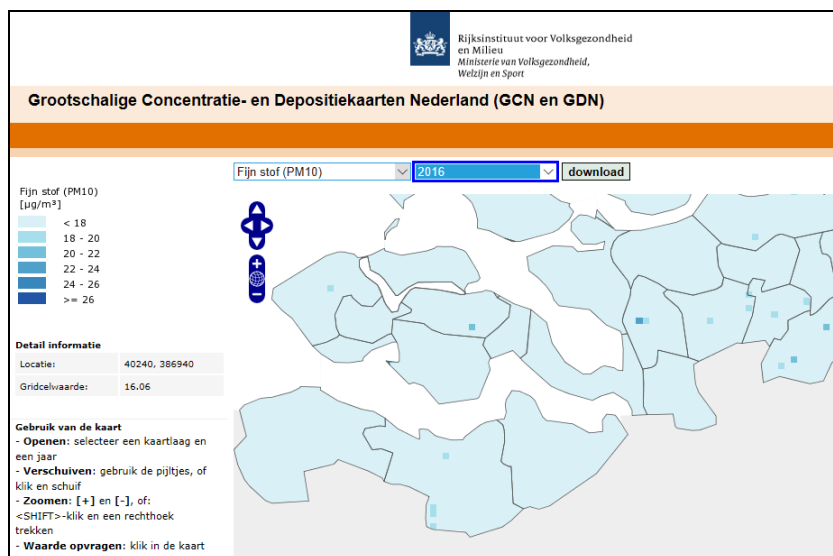 Rijksinstituut voor Volksgezondheid
en Milieu
Ministerie van Volksgezondheid,
Welzijn en Sport
Grootschalige Concentratie- en Depositiekaarten Nederland (GCN en GDN)
Fijn stof (PM10) 2016 download
Fijn stof (PM10)
[µg/m³]
< 18
18 - 20
20 - 22
22 - 24
24 - 26
>= 26
Detail informatie
Locatie: 40240, 386940
Gridcelwaarde: 16.06
Gebruik van de kaart
- Openen: selecteer een kaartlaag en
een jaar
- Verschuiven: gebruik de pijltjes, of
klik en schuif
- Zoomen: [+] en [-], of:
<SHIFT>-klik en een rechthoek
trekken
- Waarde opvragen: klik in de kaart